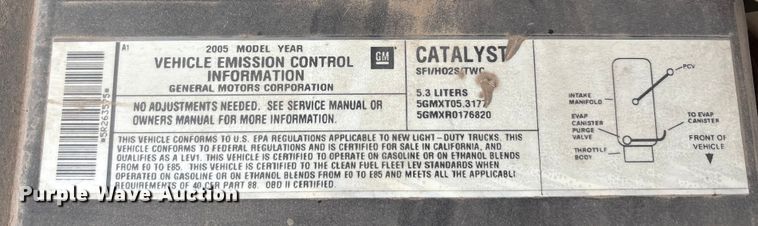 A1
2005 MODEL YEAR
VEHICLE EMISSION CONTROL
INFORMATION
GENERAL MOTORS CORPORATION
GM
NO ADJUSTMENTS NEEDED. SEE SERVICE MANUAL OR
OWNERS MANUAL FOR MORE INFORMATION.
CATALYST
SFI/HO2S/TWC
5.3 LITERS
5GMXT05.3177
5GMXR0176820
THIS VEHICLE CONFORMS TO U.S. EPA REGULATIONS APPLICABLE TO NEW LIGHT-DUTY TRUCKS. THIS
VEHICLE CONFORMS TO FEDERAL REGULATIONS AND IS CERTIFIED FOR SALE IN CALIFORNIA, AND
QUALIFIES AS A LEV1. THIS VEHICLE IS CERTIFIED TO OPERATE ON GASOLINE OR ON ETHANOL BLENDS
FROM E0 TO E85. THIS VEHICLE IS CERTIFIED TO THE CLEAN FUEL FLEET LEV STANDARDS WHEN
OPERATED ON GASOLINE OR ON ETHANOL BLENDS FROM E0 TO E85 AND MEETS ALL THE APPLICABLE
REQUIREMENTS OF 40 CFR PART 88. OBD II CERTIFIED.
*5R263575*
PCV
INTAKE
MANIFOLD
EVAP
CANISTER
PURGE
VALVE
THROTTLE
BODY
TO EVAP
CANISTER
FRONT OF
VEHICLE
Purple Wave Auction